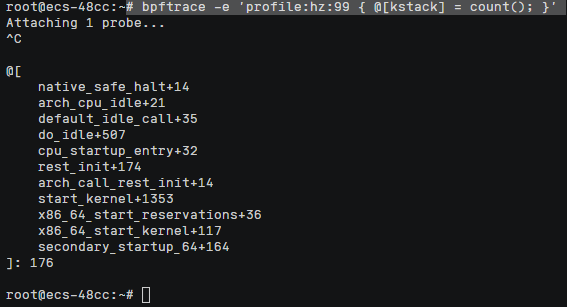 root@ecs-48cc:~# bpftrace -e 'profile:hz:99 { @[kstack] = count(); }'
Attaching 1 probe...
^C

@[
    native_safe_halt+14
    arch_cpu_idle+21
    default_idle_call+35
    do_idle+507
    cpu_startup_entry+32
    rest_init+174
    arch_call_rest_init+14
    start_kernel+1353
    x86_64_start_reservations+36
    x86_64_start_kernel+117
    secondary_startup_64+164
]: 176

root@ecs-48cc:~#